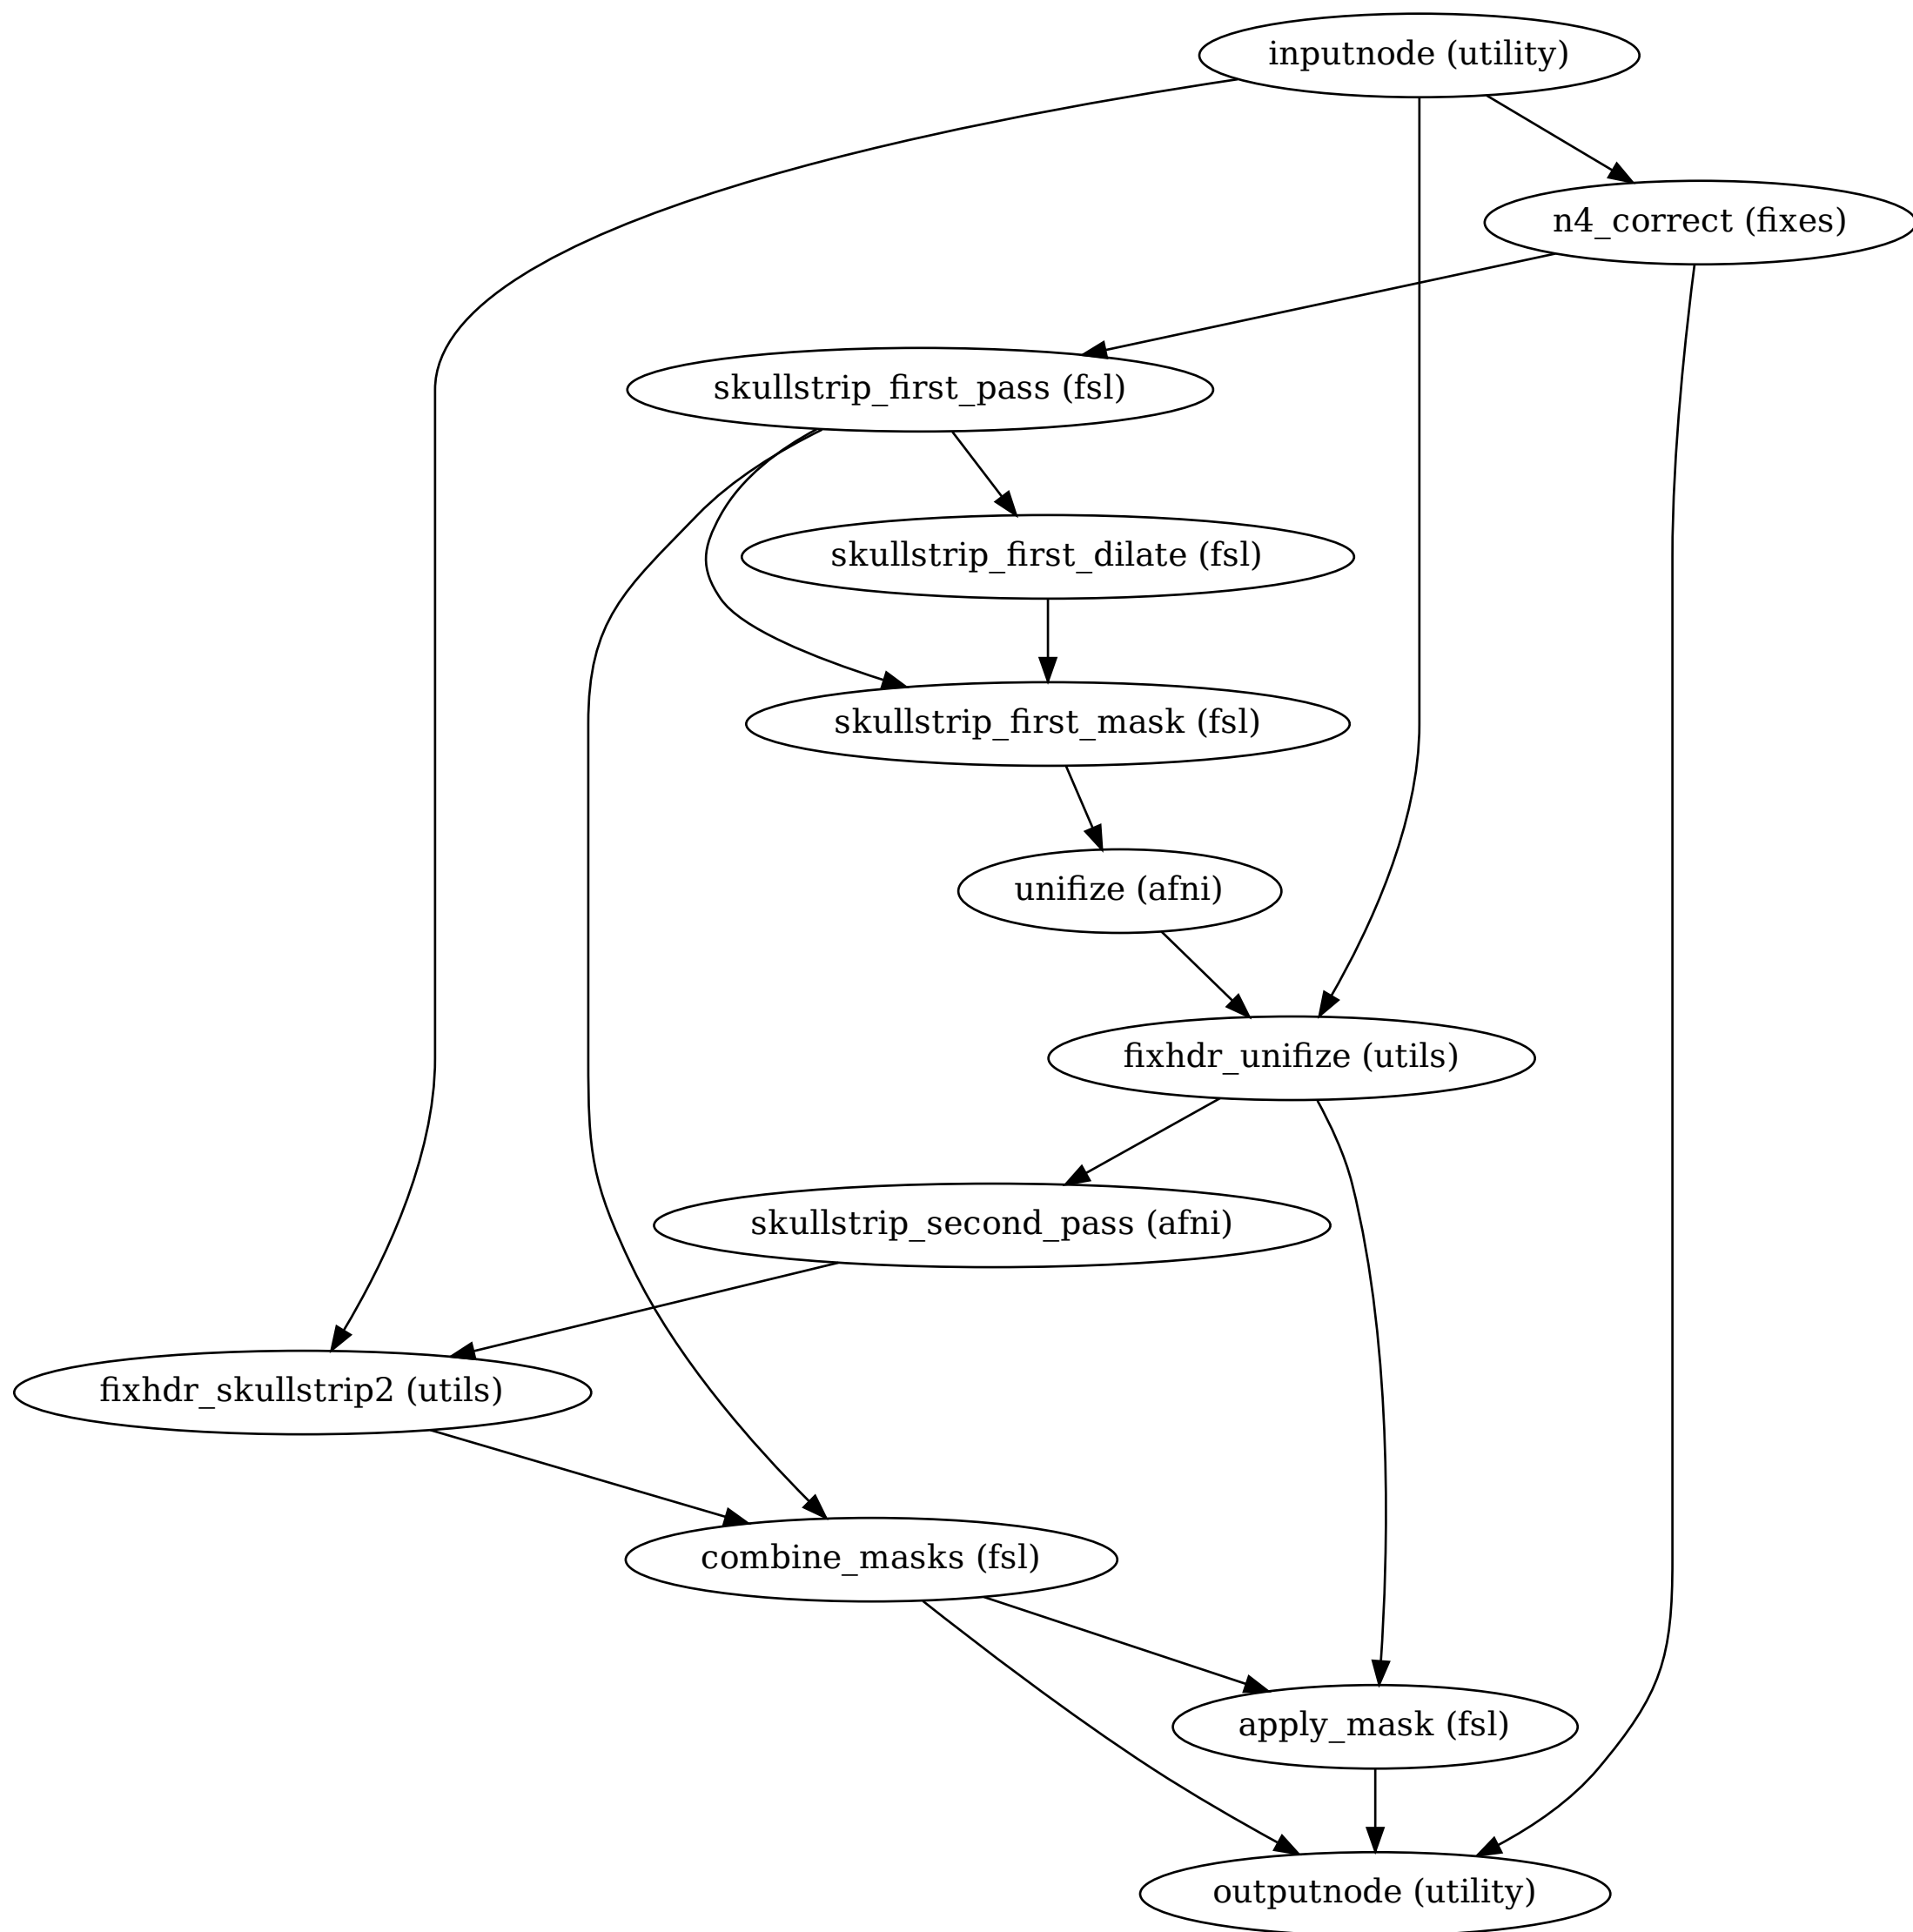 inputnode (utility)
n4_correct (fixes)
skullstrip_first_pass (fsl)
skullstrip_first_dilate (fsl)
skullstrip_first_mask (fsl)
unifize (afni)
fixhdr_unifize (utils)
skullstrip_second_pass (afni)
fixhdr_skullstrip2 (utils)
combine_masks (fsl)
apply_mask (fsl)
outputnode (utility)